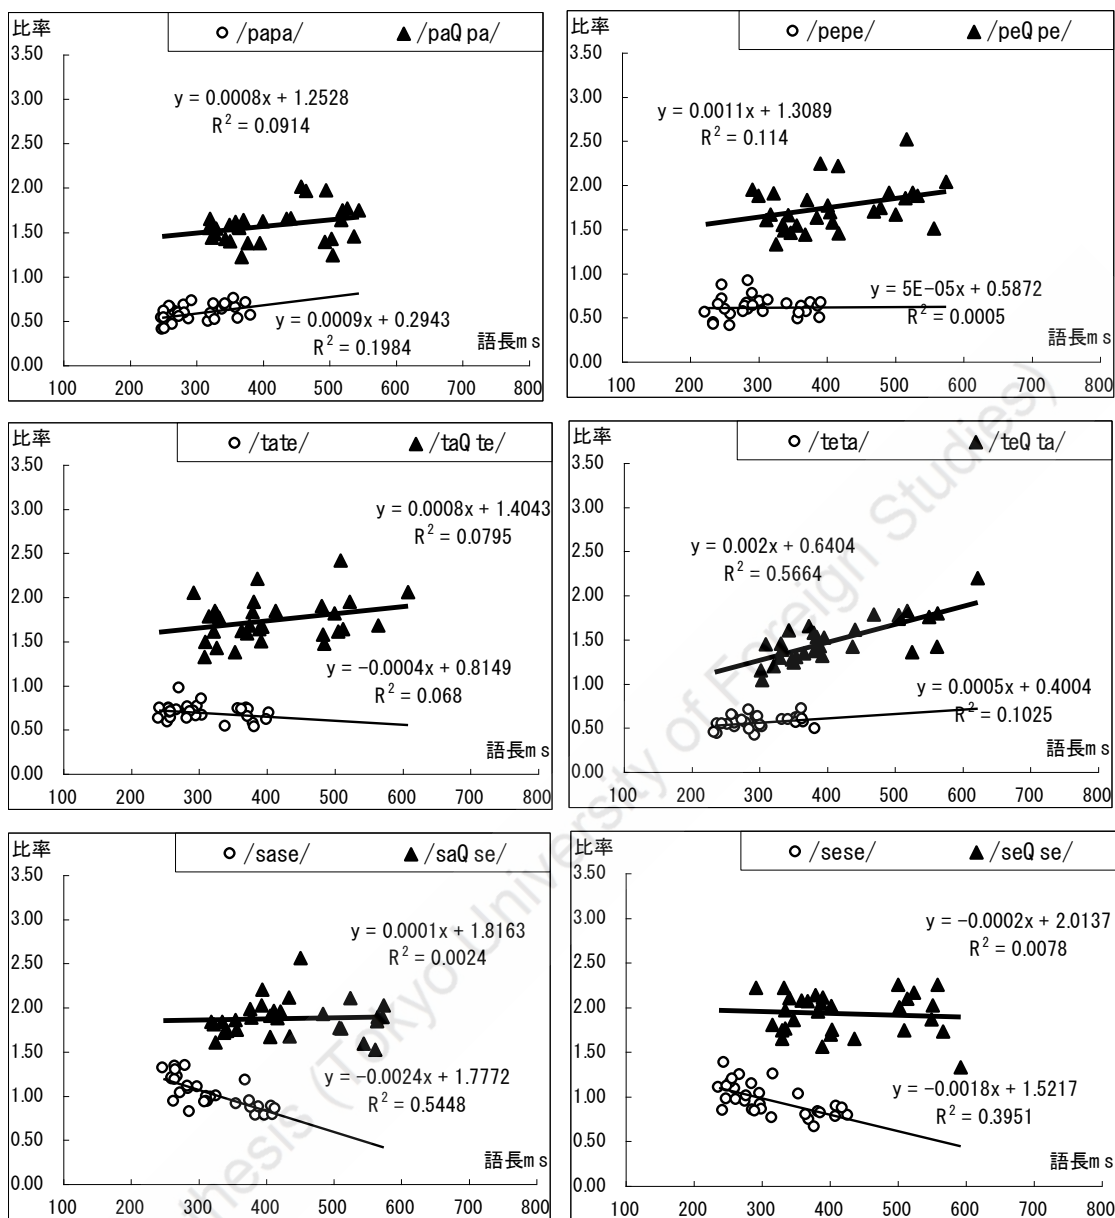 比率
○ /papa/ ▲ /paQ pa/
3.50
3.00
2.50
2.00
1.50
1.00
0.50
0.00
y = 0.0008x + 1.2528
R² = 0.0914
y = 0.0009x + 0.2943
R² = 0.1984
語長ms
100 200 300 400 500 600 700 800
比率
○ /pepe/ ▲ /peQ pe/
3.50
3.00
2.50
2.00
1.50
1.00
0.50
0.00
y = 0.0011x + 1.3089
R² = 0.114
y = 5E-05x + 0.5872
R² = 0.0005
語長ms
100 200 300 400 500 600 700 800
比率
○ /tate/ ▲ /taQ te/
3.50
3.00
2.50
2.00
1.50
1.00
0.50
0.00
y = 0.0008x + 1.4043
R² = 0.0795
y = −0.0004x + 0.8149
R² = 0.068
語長ms
100 200 300 400 500 600 700 800
比率
○ /teta/ ▲ /teQ ta/
3.50
3.00
2.50
2.00
1.50
1.00
0.50
0.00
y = 0.002x + 0.6404
R² = 0.5664
y = 0.0005x + 0.4004
R² = 0.1025
語長ms
100 200 300 400 500 600 700 800
比率
○ /sase/ ▲ /saQ se/
3.50
3.00
2.50
2.00
1.50
1.00
0.50
0.00
y = 0.0001x + 1.8163
R² = 0.0024
y = −0.0024x + 1.7772
R² = 0.5448
語長ms
100 200 300 400 500 600 700 800
比率
○ /sese/ ▲ /seQ se/
3.50
3.00
2.50
2.00
1.50
1.00
0.50
0.00
y = −0.0002x + 2.0137
R² = 0.0078
y = −0.0018x + 1.5217
R² = 0.3951
語長ms
100 200 300 400 500 600 700 800
thesis (Tokyo University of Foreign Studies)